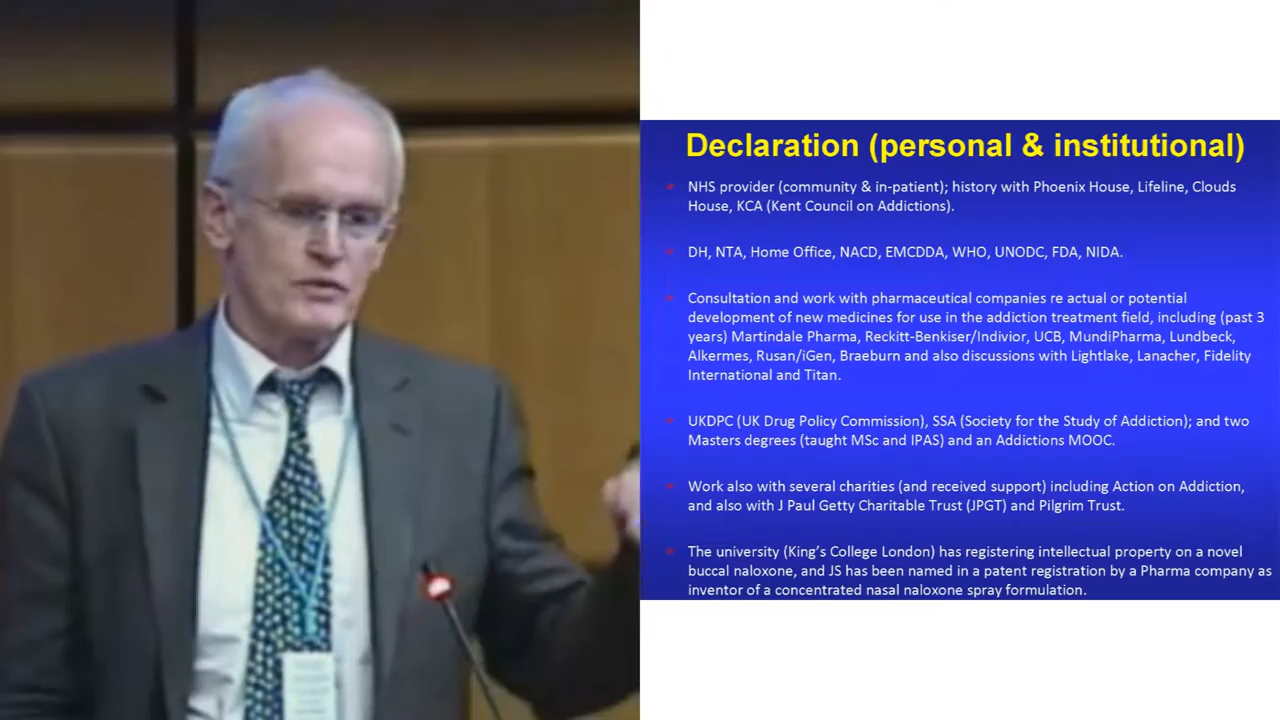 Declaration (personal & institutional)
NHS provider (community & in-patient); history with Phoenix House, Lifeline, Clouds
House, KCA (Kent Council on Addictions).
DH, NTA, Home Office, NACD, EMCDDA, WHO, UNODC, FDA, NIDA.
Consultation and work with pharmaceutical companies re actual or potential
development of new medicines for use in the addiction treatment field, including (past 3
years) Martindale Pharma, Reckitt-Benkiser/Indivior, UCB, MundiPharma, Lundbeck,
Alkermes, Rusan/iGen, Braeburn and also discussions with Lightlake, Lanacher, Fidelity
International and Titan.
UKDPC (UK Drug Policy Commission), SSA (Society for the Study of Addiction); and two
Masters degrees (taught MSc and IPAS) and an Addictions MOOC.
Work also with several charities (and received support) including Action on Addiction,
and also with J Paul Getty Charitable Trust (JPGT) and Pilgrim Trust.
The university (King's College London) has registering intellectual property on a novel
buccal naloxone, and JS has been named in a patent registration by a Pharma company as
inventor of a concentrated nasal naloxone spray formulation.